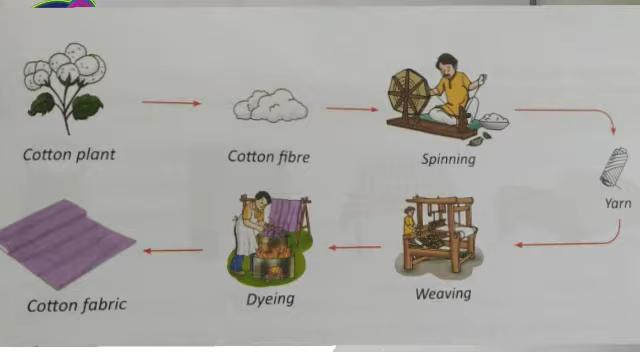 Cotton plant
Cotton fibre
Spinning
Yarn
Weaving
Dyeing
Cotton fabric